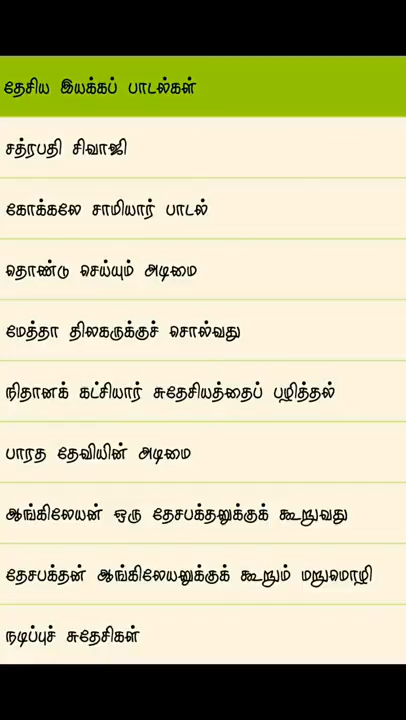 தேசிய இயக்கப் பாடல்கள்
சத்ரபதி சிவாஜி
கோக்கலே சாமியார் பாடல்
தொண்டு செய்யும் அடிமை
மேத்தா திலகருக்குச் சொல்வது
நிதானக் கட்சியார் சுதேசியத்தைப் பழித்தல்
பாரத தேவியின் அடிமை
ஆங்கிலேயன் ஒரு தேசபக்தனுக்குக் கூறுவது
தேசபக்தன் ஆங்கிலேயனுக்குக் கூறும் மறுமொழி
நடிப்புச் சுதேசிகள்